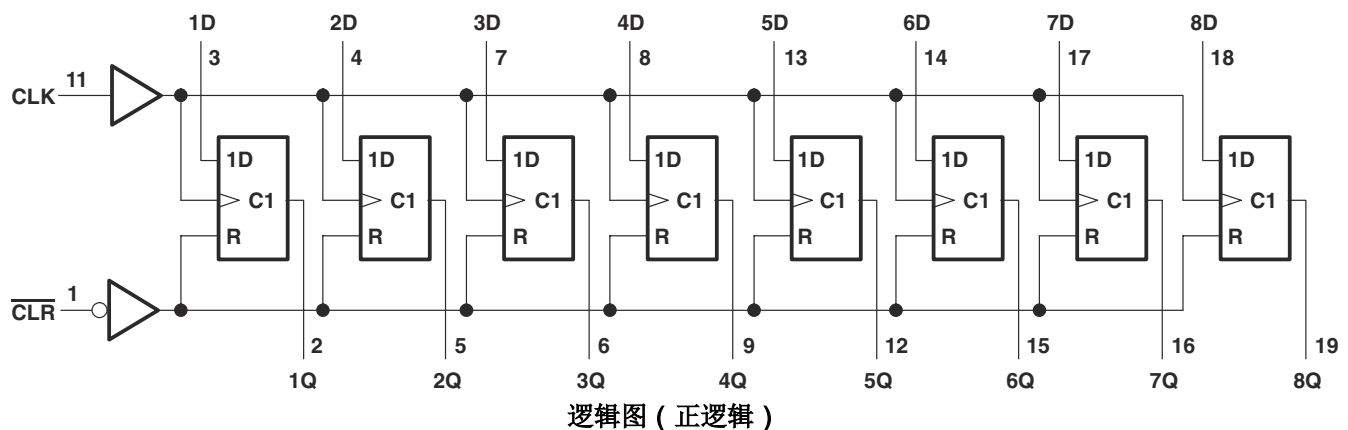 1D 2D 3D 4D 5D 6D 7D 8D
3 4 7 8 13 14 17 18
CLK 11
1D 1D 1D 1D 1D 1D 1D 1D
C1 C1 C1 C1 C1 C1 C1 C1
R R R R R R R R
C̅L̅R̅ 1
2 5 6 9 12 15 16 19
1Q 2Q 3Q 4Q 5Q 6Q 7Q 8Q
逻辑图（正逻辑）